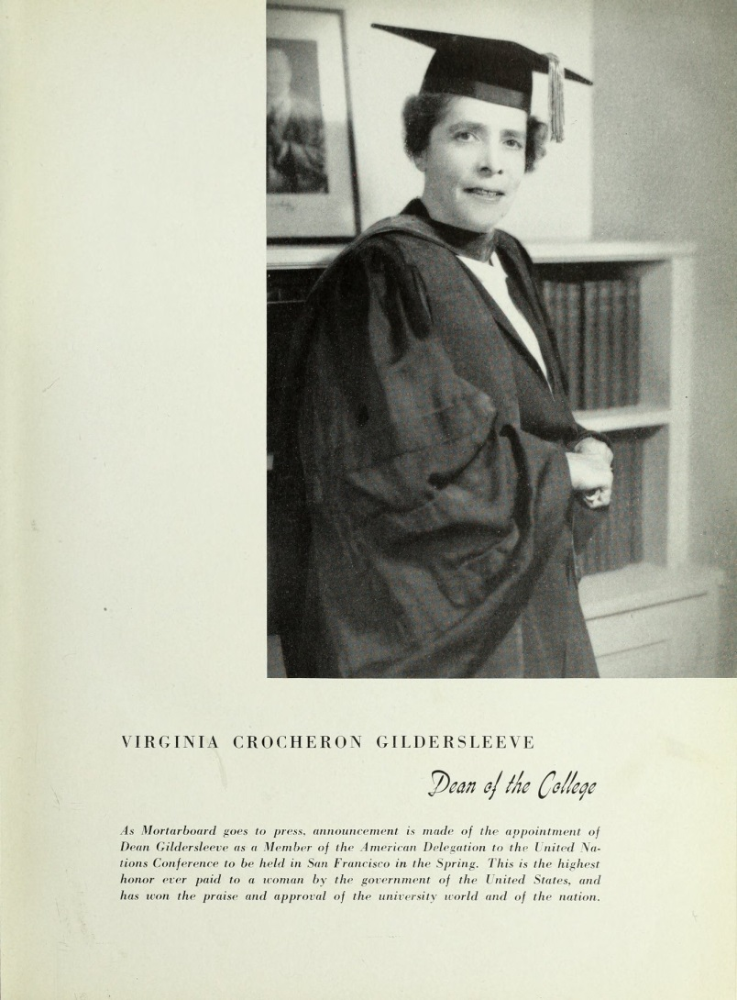 VIRGINIA CROCHERON GILDERSLEEVE
Dean of the College
As Mortarboard goes to press, announcement is made of the appointment of
Dean Gildersleeve as a Member of the American Delegation to the United Na-
tions Conference to be held in San Francisco in the Spring. This is the highest
honor ever paid to a woman by the government of the United States, and
has won the praise and approval of the university world and of the nation.